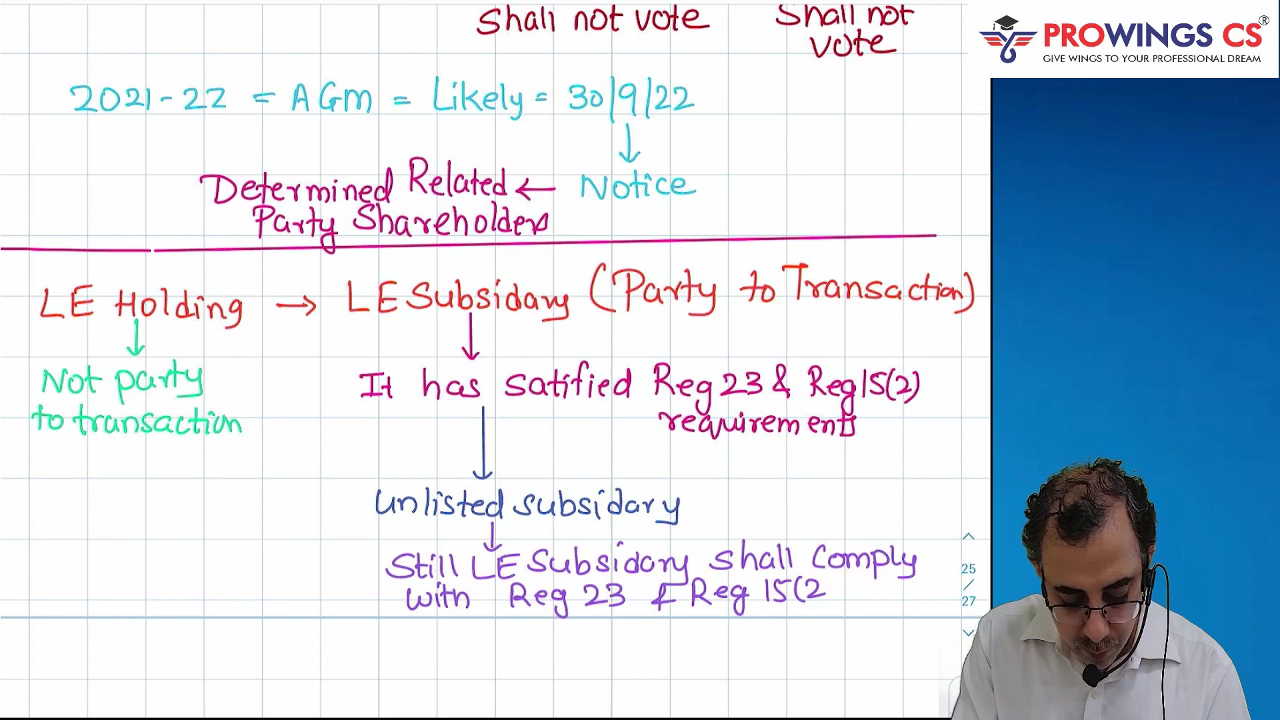 Shall not vote
Shall not
vote
PROWINGS CS®
GIVE WINGS TO YOUR PROFESSIONAL DREAM
2021-22 = AGM = Likely = 30/9/22
Determined Related ← Notice
Party Shareholders
LE Holding → LE Subsidary (Party to Transaction)
Not party
to transaction
It has satified Reg 23 & Reg 15(2)
requirements
Unlisted subsidary
Still LE Subsidary shall comply
with Reg 23 & Reg 15(2
25
/
27